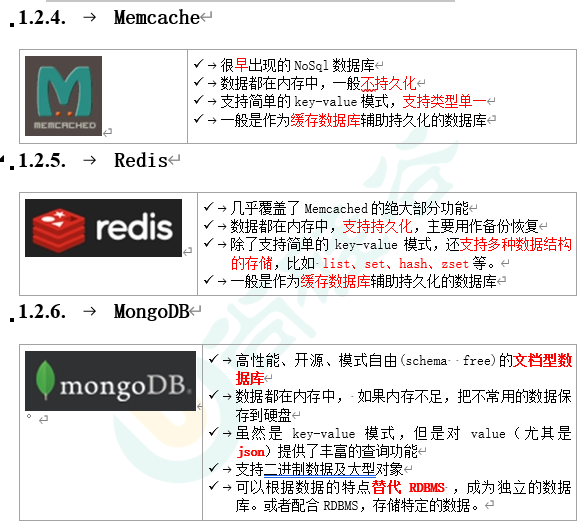 1.2.4. → Memcache↵
MEMCACHED
✓→很早出现的 NoSql 数据库↵
✓→数据都在内存中，一般不持久化↵
✓→支持简单的 key-value 模式，支持类型单一↵
✓→一般是作为缓存数据库辅助持久化的数据库↵
1.2.5. → Redis↵
redis
✓→几乎覆盖了 Memcached 的绝大部分功能↵
✓→数据都在内存中，支持持久化，主要用作备份恢复↵
✓→除了支持简单的 key-value 模式，还支持多种数据结构
的存储，比如·list、set、hash、zset 等。↵
✓→一般是作为缓存数据库辅助持久化的数据库↵
1.2.6. → MongoDB↵
mongoDB®
。↵
✓→高性能、开源、模式自由(schema··free)的文档型数
据库↵
✓→数据都在内存中，·如果内存不足，把不常用的数据保
存到硬盘↵
✓→虽然是 key-value 模式，但是对 value（尤其是
json）提供了丰富的查询功能↵
✓→支持二进制数据及大型对象↵
✓→可以根据数据的特点替代 RDBMS·，成为独立的数据
库。或者配合 RDBMS，存储特定的数据。↵